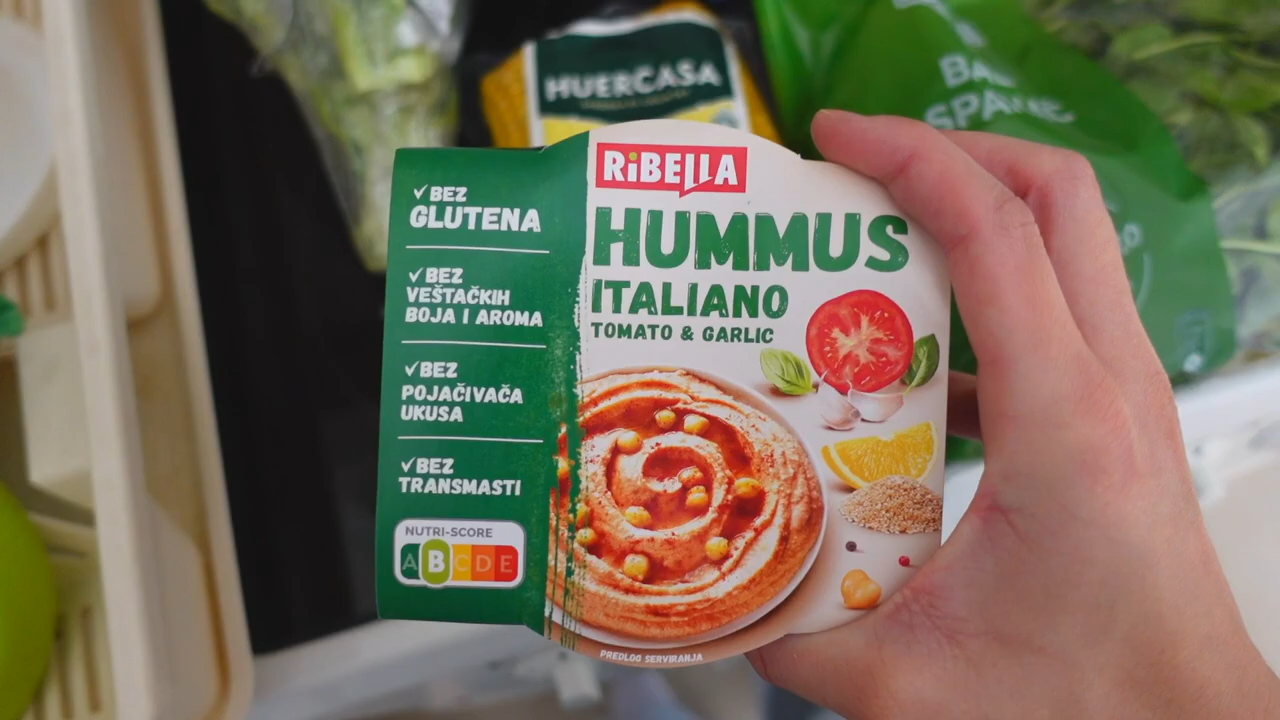 HUERCASA
RiBELLA
HUMMUS
ITALIANO
TOMATO & GARLIC
✓BEZ
GLUTENA
✓BEZ
VEŠTAČKIH
BOJA I AROMA
✓BEZ
POJAČIVAČA
UKUSA
✓BEZ
TRANSMASTI
NUTRI-SCORE
A B C D E
PREDLOG SERVIRANJA